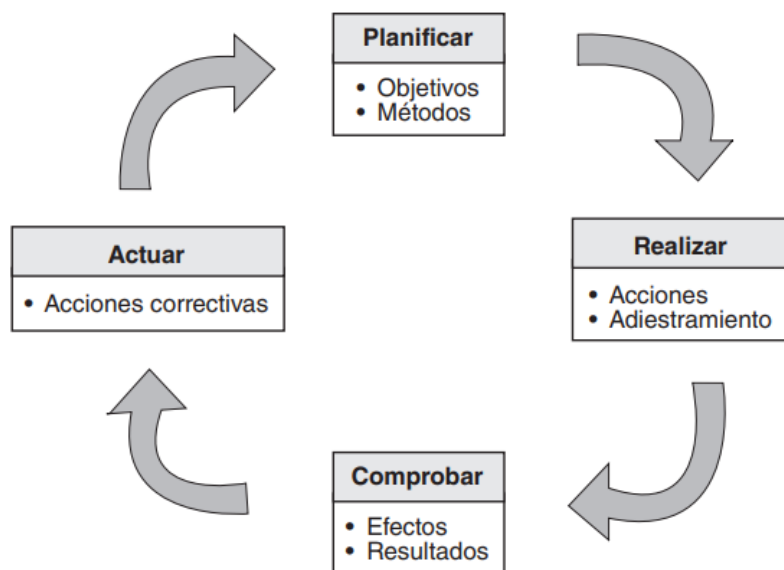 Planificar
• Objetivos
• Métodos
Realizar
• Acciones
• Adiestramiento
Comprobar
• Efectos
• Resultados
Actuar
• Acciones correctivas